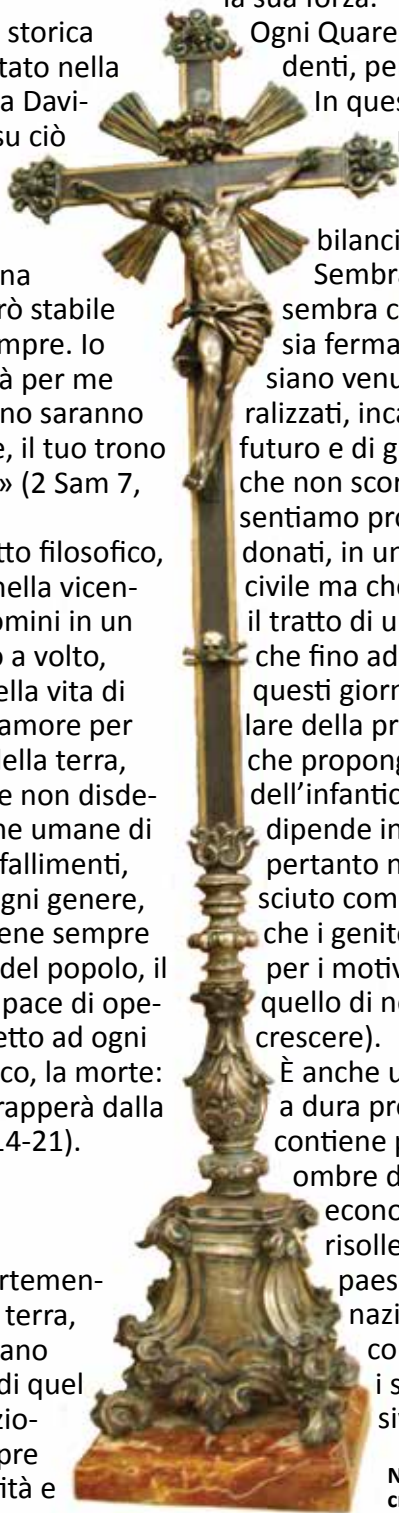 storica
tato nella
a Davi-
su ciò
na
rò stabile
mpre. Io
à per me
no saranno
e, il tuo trono
» (2 Sam 7,
tto filosofico,
nella vicen-
omini in un
o a volto,
ella vita di
amore per
della terra,
e non disde-
ne umane di
fallimenti,
ogni genere,
iene sempre
del popolo, il
pace di ope-
etto ad ogni
co, la morte:
rapperà dalla
14-21).
rtemen-
terra,
ano
di quel
zio-
pre
ità e
la sua forza.
Ogni Quare
denti, pe
In ques
bilanci
Sembra
sembra c
sia ferma
siano venu
ralizzati, inca
futuro e di g
che non scor
sentiamo pro
donati, in un
civile ma che
il tratto di u
che fino ad
questi giorn
lare della pr
che propong
dell’infantic
dipende in
pertanto n
sciuto com
che i genit
per i motiv
quello di n
crescere).
È anche u
a dura pr
contiene p
ombre d
econo
risolle
paes
nazi
co
i s
si
N
c